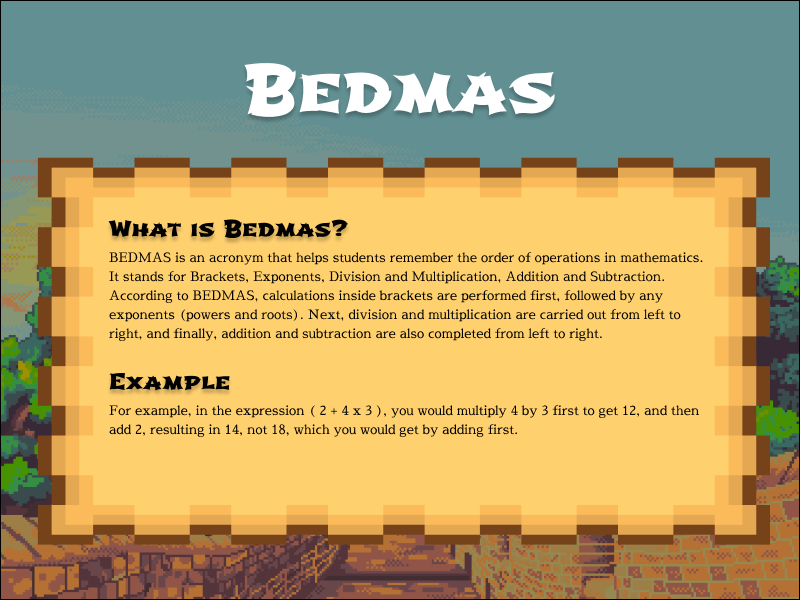 BEDMAS
WHAT IS BEDMAS?
BEDMAS is an acronym that helps students remember the order of operations in mathematics.
It stands for Brackets, Exponents, Division and Multiplication, Addition and Subtraction.
According to BEDMAS, calculations inside brackets are performed first, followed by any
exponents (powers and roots). Next, division and multiplication are carried out from left to
right, and finally, addition and subtraction are also completed from left to right.
EXAMPLE
For example, in the expression ( 2 + 4 x 3 ), you would multiply 4 by 3 first to get 12, and then
add 2, resulting in 14, not 18, which you would get by adding first.